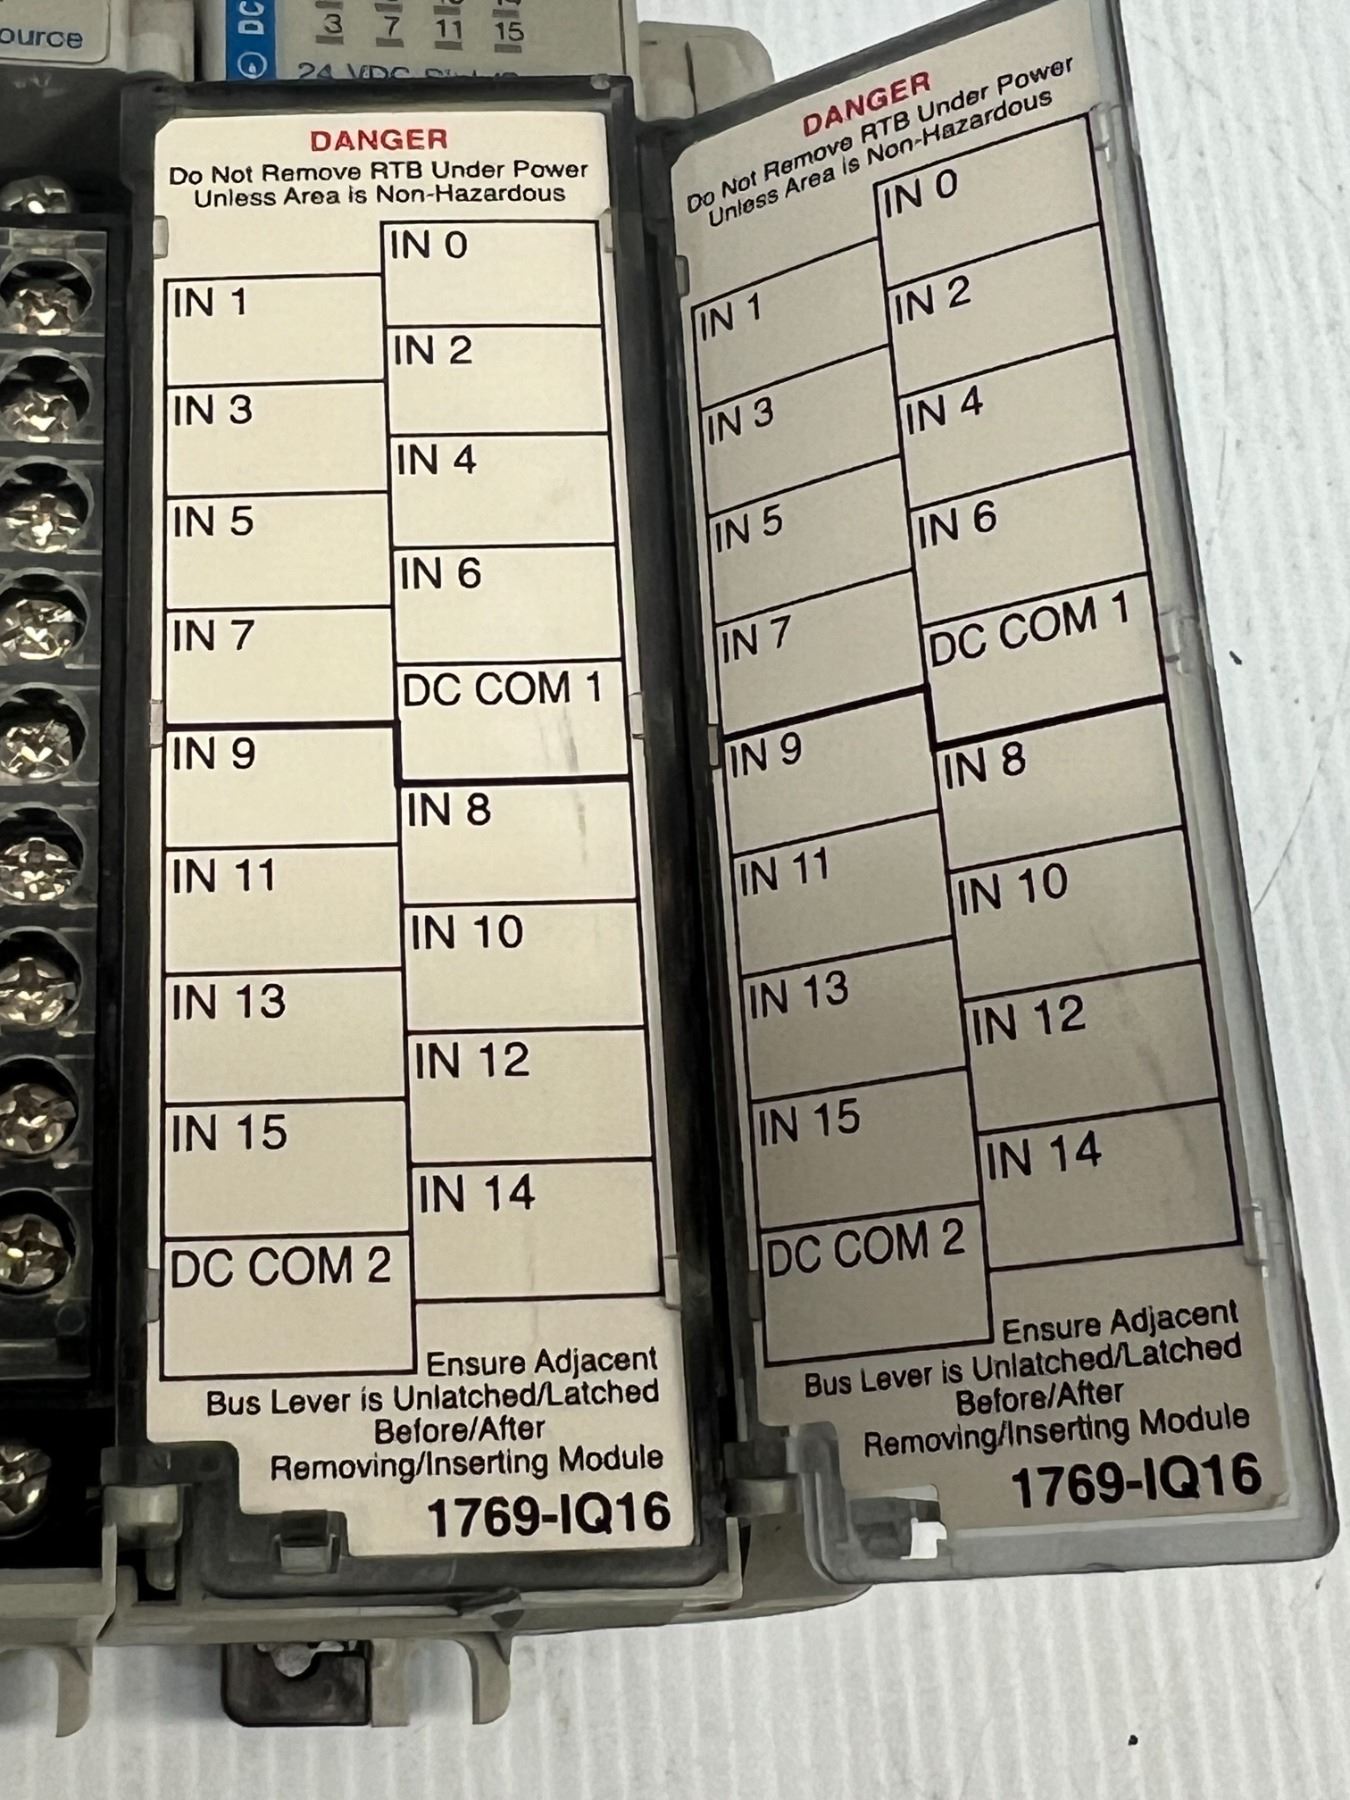 ource
DC
3 7 11 15
24 VDC
DANGER
Do Not Remove RTB Under Power
Unless Area is Non-Hazardous
IN 0
IN 1
IN 2
IN 3
IN 4
IN 5
IN 6
IN 7
DC COM 1
IN 9
IN 8
IN 11
IN 10
IN 13
IN 12
IN 15
IN 14
DC COM 2
Ensure Adjacent
Bus Lever is Unlatched/Latched
Before/After
Removing/Inserting Module
1769-IQ16
DANGER
Do Not Remove RTB Under Power
Unless Area is Non-Hazardous
IN 0
IN 1
IN 2
IN 3
IN 4
IN 5
IN 6
IN 7
DC COM 1
IN 9
IN 8
IN 11
IN 10
IN 13
IN 12
IN 15
IN 14
DC COM 2
Ensure Adjacent
Bus Lever is Unlatched/Latched
Before/After
Removing/Inserting Module
1769-IQ16